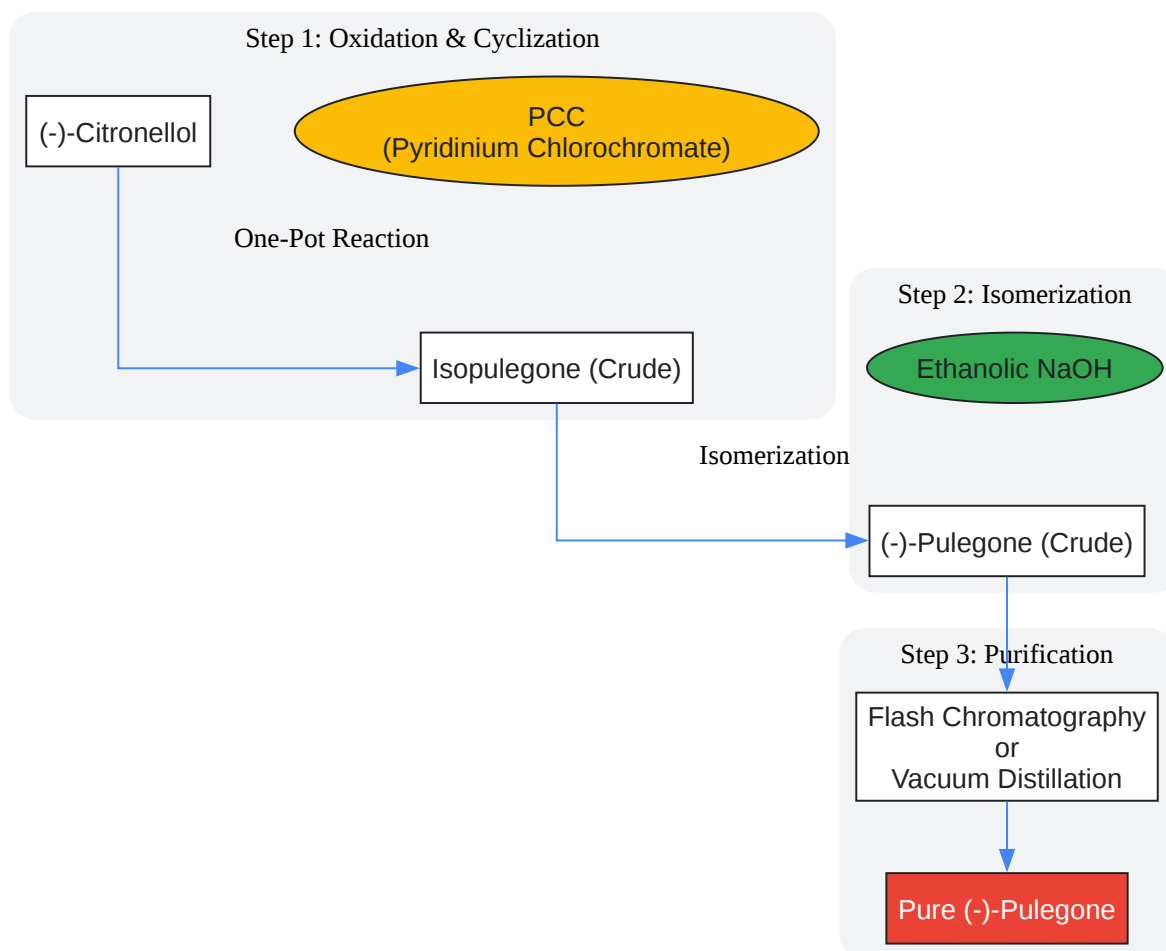 Step 1: Oxidation & Cyclization
(-)-Citronellol
PCC
(Pyridinium Chlorochromate)
One-Pot Reaction
Isopulegone (Crude)
Step 2: Isomerization
Ethanolic NaOH
Isomerization
(-)-Pulegone (Crude)
Step 3: Purification
Flash Chromatography
or
Vacuum Distillation
Pure (-)-Pulegone